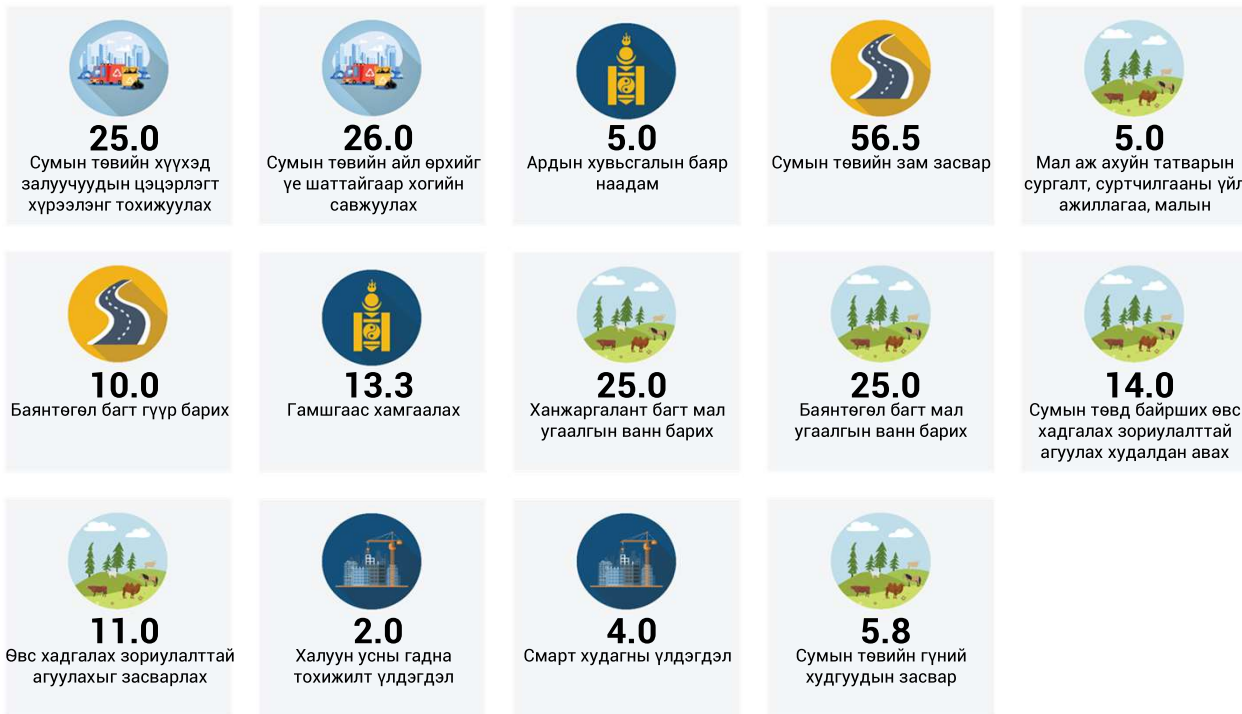 25.0
Сумын төвийн хүүхэд
залуучуудын цэцэрлэгт
хүрээлэнг тохижуулах
26.0
Сумын төвийн айл өрхийг
үе шаттайгаар хогийн
савжуулах
5.0
Ардын хувьсгалын баяр
наадам
56.5
Сумын төвийн зам засвар
5.0
Мал аж ахуйн татварын
сургалт, суртчилгааны үйл
ажиллагаа, малын
10.0
Баянтөгөл багт гүүр барих
13.3
Гамшгаас хамгаалах
25.0
Ханжаргалант багт мал
угаалгын ванн барих
25.0
Баянтөгөл багт мал
угаалгын ванн барих
14.0
Сумын төвд байрших өвс
хадгалах зориулалттай
агуулах худалдан авах
11.0
Өвс хадгалах зориулалттай
агуулахыг засварлах
2.0
Халуун усны гадна
тохижилт үлдэгдэл
4.0
Смарт худагны үлдэгдэл
5.8
Сумын төвийн гүний
худгуудын засвар